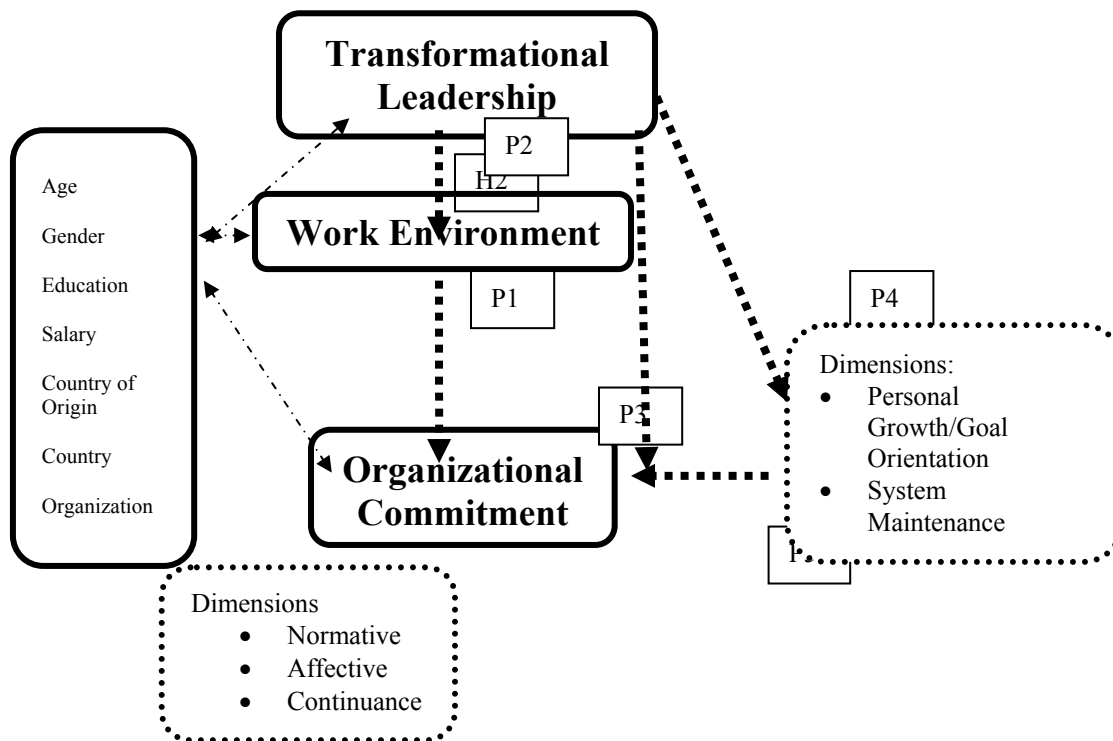 Transformational
Leadership
P2
H2
Age
Gender
Education
Salary
Country of
Origin
Country
Organization
Work Environment
P1
P4
Dimensions:
● Personal
Growth/Goal
Orientation
● System
Maintenance
P3
Organizational
Commitment
Dimensions
● Normative
● Affective
● Continuance